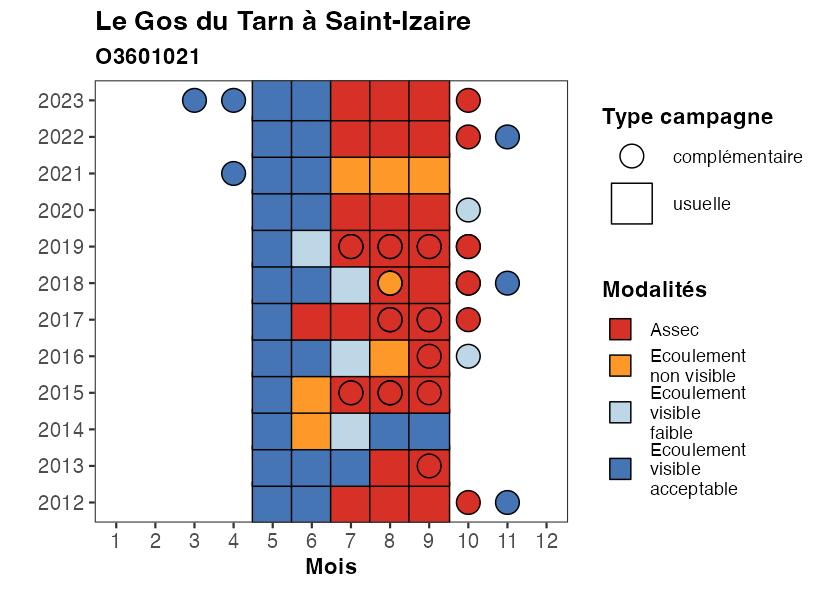 Le Gos du Tarn à Saint-Izaire
O3601021
2023
2022
2021
2020
2019
2018
2017
2016
2015
2014
2013
2012
1 2 3 4 5 6 7 8 9 10 11 12
Mois
Type campagne
complémentaire
usuelle
Modalités
Assec
Ecoulement
non visible
Ecoulement
visible
faible
Ecoulement
visible
acceptable